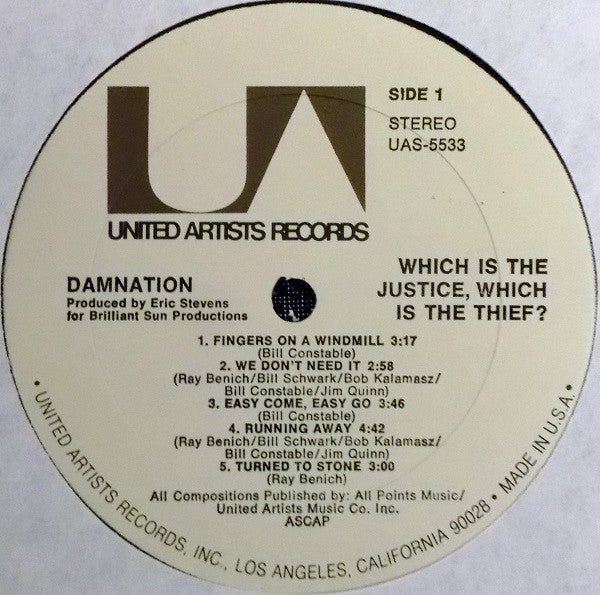 UA
UNITED ARTISTS RECORDS
SIDE 1
STEREO
UAS-5533
DAMNATION
Produced by Eric Stevens
for Brilliant Sun Productions
WHICH IS THE
JUSTICE, WHICH
IS THE THIEF?
1. FINGERS ON A WINDMILL 3:17
(Bill Constable)
2. WE DON'T NEED IT 2:58
(Ray Benich/Bill Schwark/Bob Kalamasz/
Bill Constable/Jim Quinn)
3. EASY COME, EASY GO 3:46
(Bill Constable)
4. RUNNING AWAY 4:42
(Ray Benich/Bill Schwark/Bob Kalamasz/
Bill Constable/Jim Quinn)
5. TURNED TO STONE 3:00
(Ray Benich)
All Compositions Published by: All Points Music/
United Artists Music Co. Inc.
ASCAP
• UNITED ARTISTS RECORDS, INC., LOS ANGELES, CALIFORNIA 90028 • MADE IN U.S.A. •